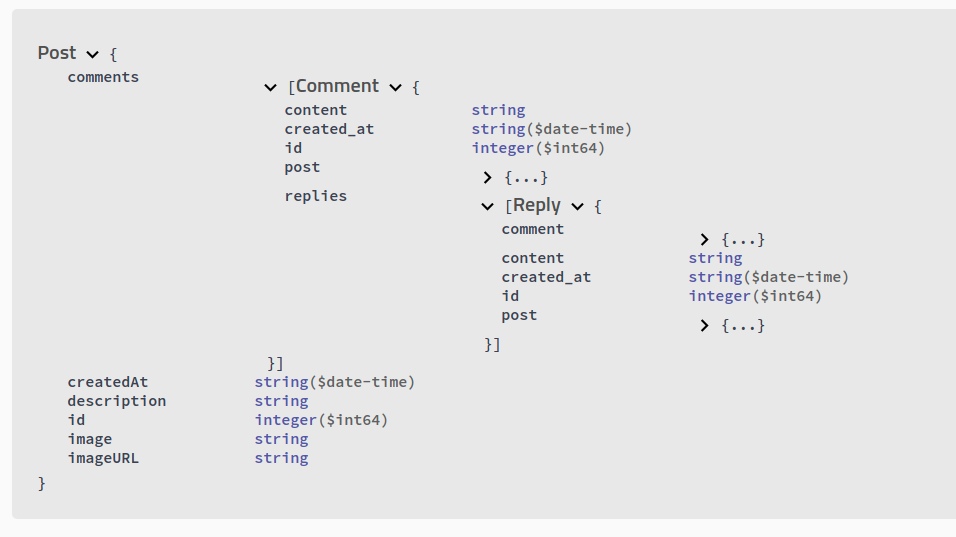 Post {
comments
[Comment {
content string
created_at string($date-time)
id integer($int64)
post
{...}
replies
[Reply {
comment
{...}
content string
created_at string($date-time)
id integer($int64)
post
{...}
}]
}]
createdAt string($date-time)
description string
id integer($int64)
image string
imageURL string
}